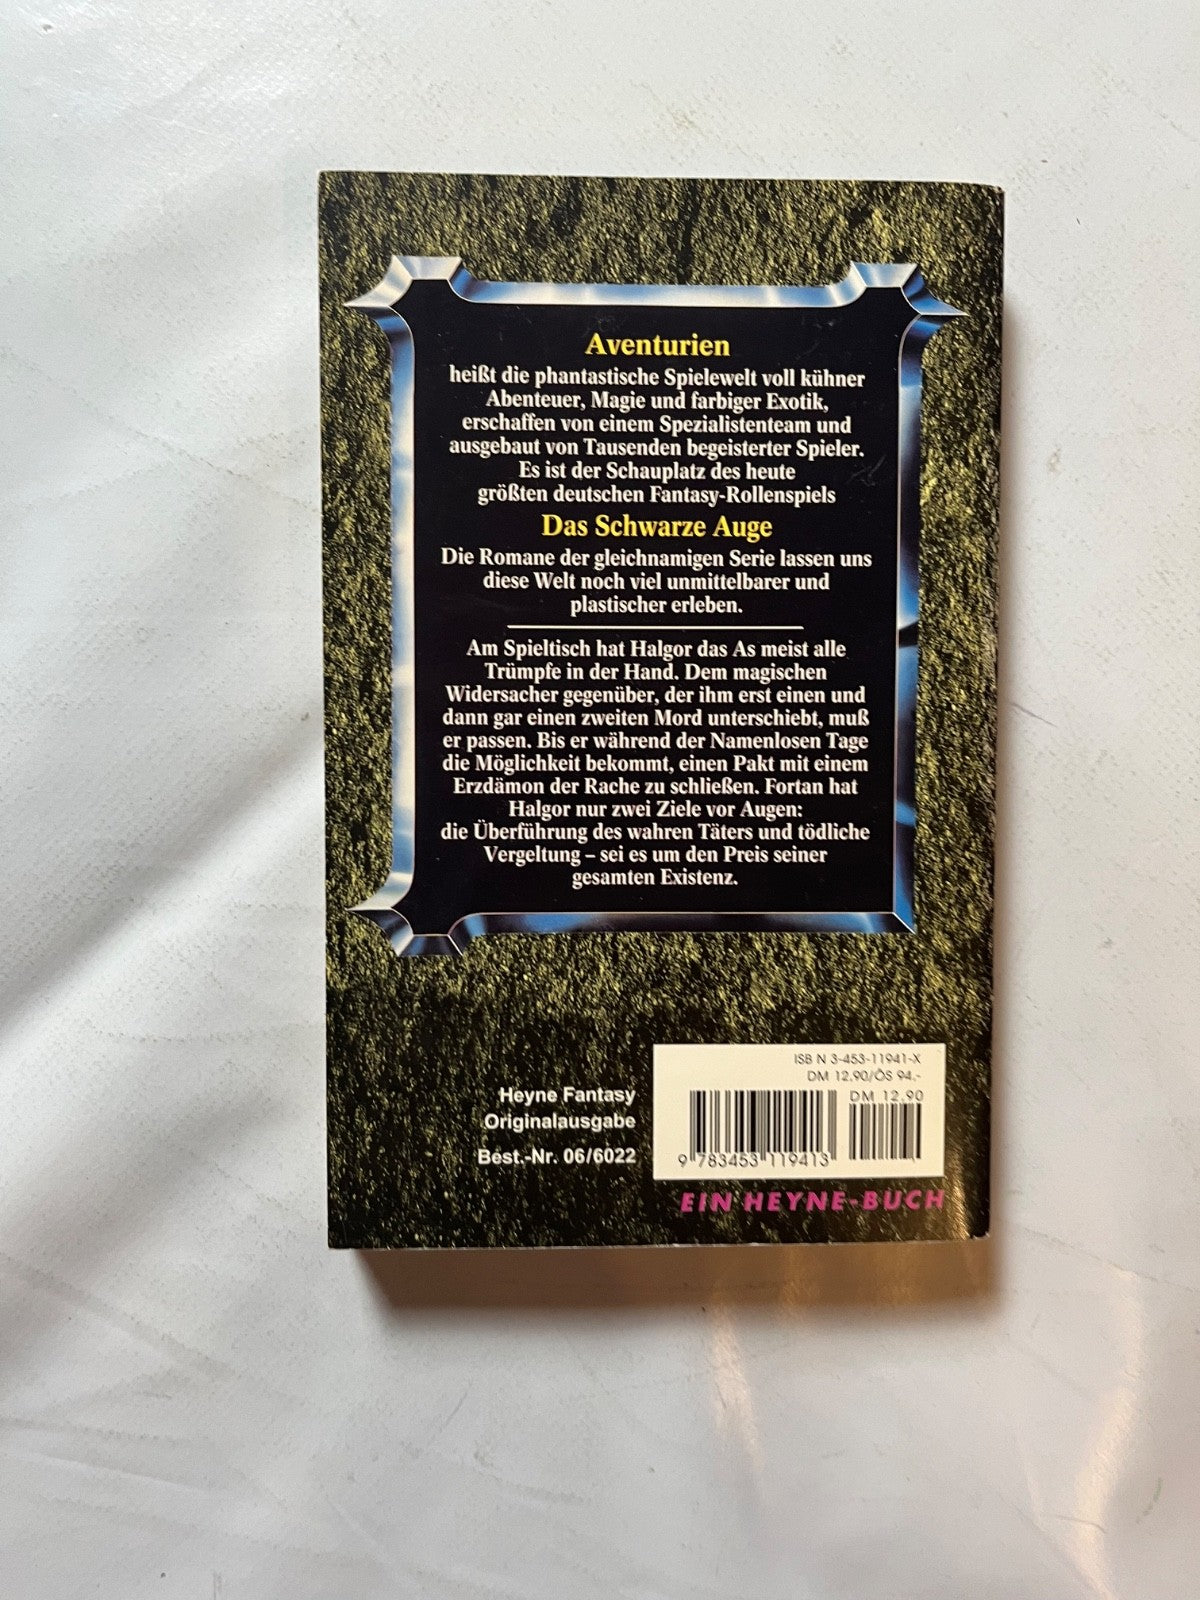 Aventurien
heißt die phantastische Spielewelt voll kühner
Abenteuer, Magie und farbiger Exotik,
erschaffen von einem Spezialistenteam und
ausgebaut von Tausenden begeisterter Spieler.
Es ist der Schauplatz des heute
größten deutschen Fantasy-Rollenspiels
Das Schwarze Auge
Die Romane der gleichnamigen Serie lassen uns
diese Welt noch viel unmittelbarer und
plastischer erleben.
Am Spieltisch hat Halgor das As meist alle
Trümpfe in der Hand. Dem magischen
Widersacher gegenüber, der ihm erst einen und
dann gar einen zweiten Mord unterschiebt, muß
er passen. Bis er während der Namenlosen Tage
die Möglichkeit bekommt, einen Pakt mit einem
Erzdämon der Rache zu schließen. Fortan hat
Halgor nur zwei Ziele vor Augen:
die Überführung des wahren Täters und tödliche
Vergeltung – sei es um den Preis seiner
gesamten Existenz.
Heyne Fantasy
Originalausgabe
Best.-Nr. 06/6022
ISB N 3-453-11941-X
DM 12.90/ÖS 94.-
DM 12.90
9 783453 119413
EIN HEYNE-BUCH